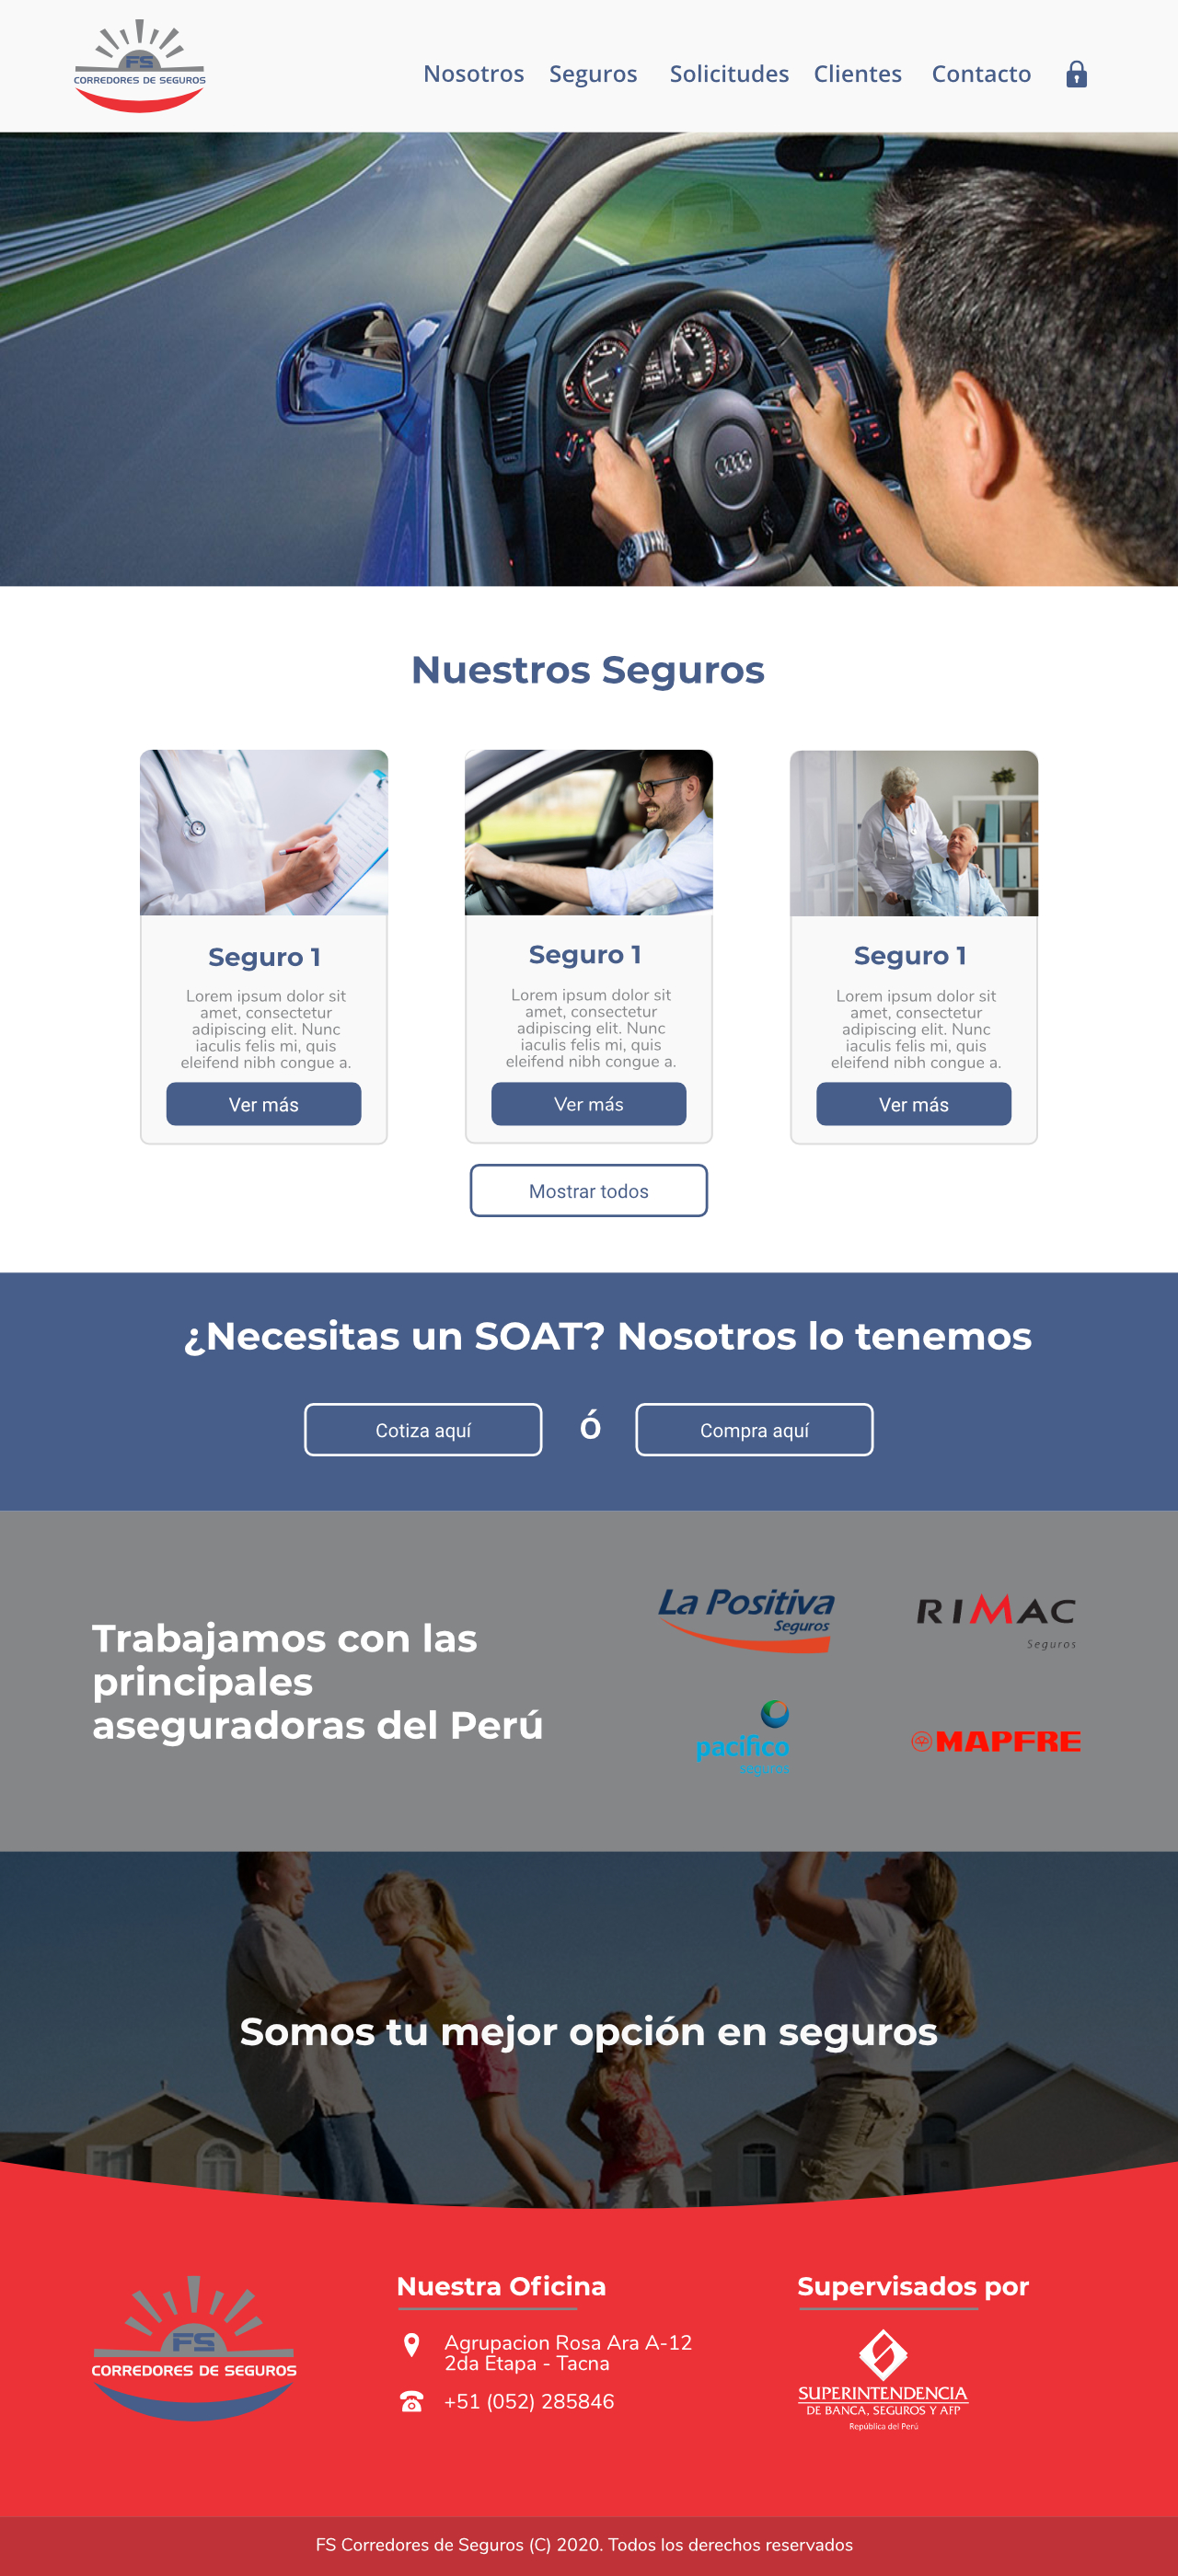 FS
CORREDORES DE SEGUROS
Nosotros Seguros Solicitudes Clientes Contacto
Nuestros Seguros
Seguro 1
Lorem ipsum dolor sit
amet, consectetur
adipiscing elit. Nunc
iaculis felis mi, quis
eleifend nibh congue a.
Ver más
Seguro 1
Lorem ipsum dolor sit
amet, consectetur
adipiscing elit. Nunc
iaculis felis mi, quis
eleifend nibh congue a.
Ver más
Seguro 1
Lorem ipsum dolor sit
amet, consectetur
adipiscing elit. Nunc
iaculis felis mi, quis
eleifend nibh congue a.
Ver más
Mostrar todos
¿Necesitas un SOAT? Nosotros lo tenemos
Cotiza aquí
Ó
Compra aquí
Trabajamos con las
principales
aseguradoras del Perú
La Positiva
Seguros
RIMAC
Seguros
pacífico
seguros
MAPFRE
Somos tu mejor opción en seguros
FS
CORREDORES DE SEGUROS
Nuestra Oficina
Agrupacion Rosa Ara A-12
2da Etapa - Tacna
+51 (052) 285846
Supervisados por
SUPERINTENDENCIA
DE BANCA, SEGUROS Y AFP
República del Perú
FS Corredores de Seguros (C) 2020. Todos los derechos reservados